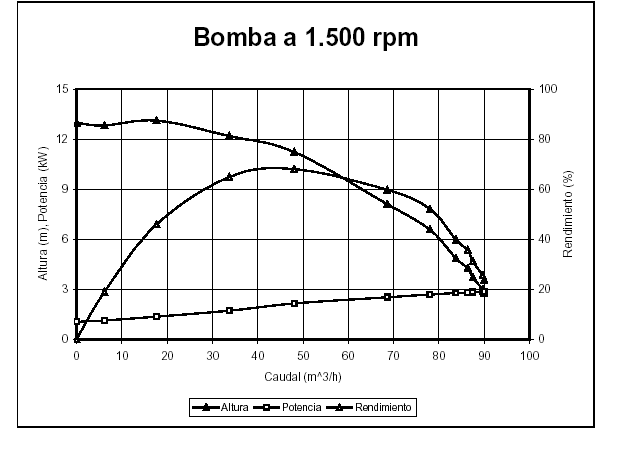 Bomba a 1.500 rpm
15
12
9
6
3
0
Altura (m), Potencia (kW)
100
80
60
40
20
0
Rendimiento (%)
0 10 20 30 40 50 60 70 80 90 100
Caudal (m^3/h)
Altura Potencia Rendimiento